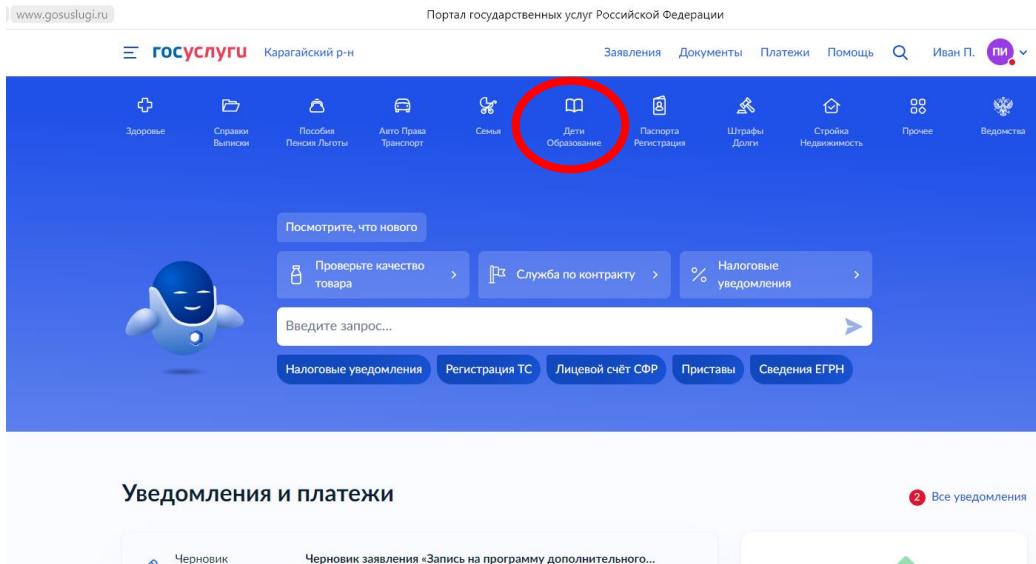 www.gosuslugi.ru
Портал государственных услуг Российской Федерации
госуслуги
Карагайский р-н
Заявления
Документы
Платежи
Помощь
Иван П.
ПИ
Здоровье
Справки
Выписки
Пособия
Пенсия Льготы
Авто Права
Транспорт
Семья
Дети
Образование
Паспорта
Регистрация
Штрафы
Долги
Стройка
Недвижимость
Прочее
Ведомства
Посмотрите, что нового
Проверьте качество
товара
Служба по контракту
Налоговые
уведомления
Введите запрос...
Налоговые уведомления
Регистрация ТС
Лицевой счёт СФР
Приставы
Сведения ЕГРН
Уведомления и платежи
2
Все уведомления
Черновик
Черновик заявления «Запись на программу дополнительного...